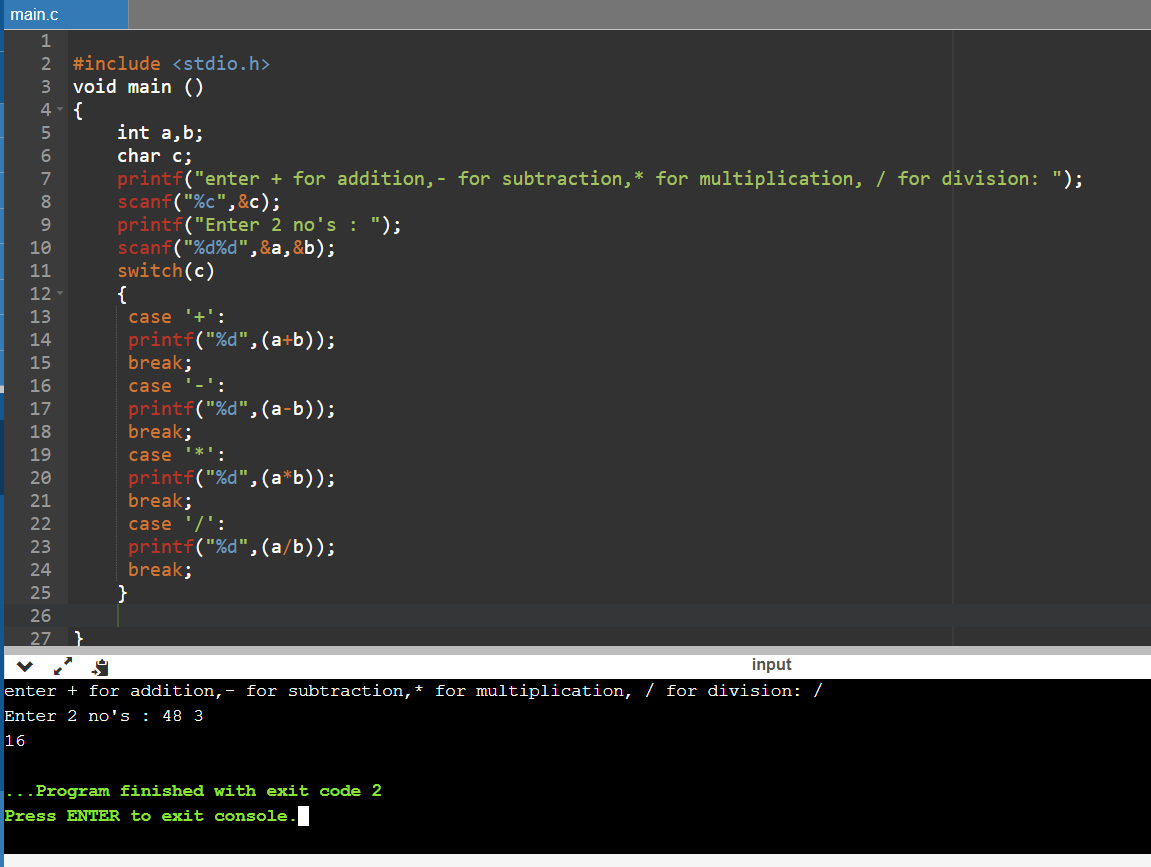 main.c
1
2 #include <stdio.h>
3 void main ()
4 {
5 int a,b;
6 char c;
7 printf("enter + for addition,- for subtraction,* for multiplication, / for division: ");
8 scanf("%c",&c);
9 printf("Enter 2 no's : ");
10 scanf("%d%d",&a,&b);
11 switch(c)
12 {
13 case '+':
14 printf("%d",(a+b));
15 break;
16 case '-':
17 printf("%d",(a-b));
18 break;
19 case '*':
20 printf("%d",(a*b));
21 break;
22 case '/':
23 printf("%d",(a/b));
24 break;
25 }
26
27 }
input
enter + for addition,- for subtraction,* for multiplication, / for division: /
Enter 2 no's : 48 3
16
...Program finished with exit code 2
Press ENTER to exit console.